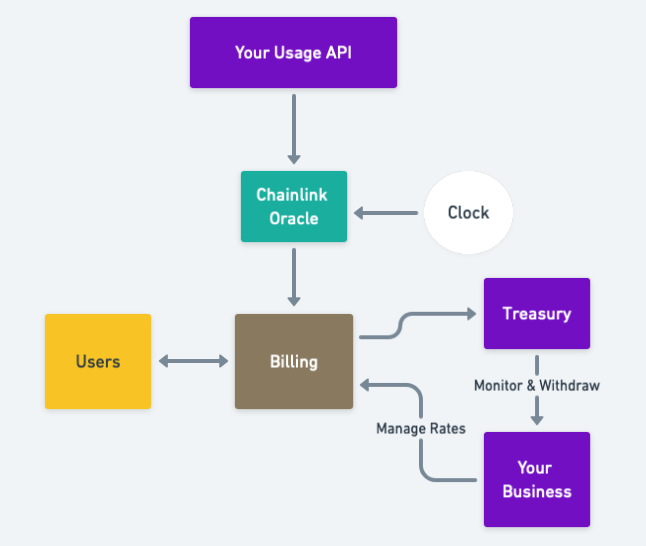 Your Usage API
Chainlink
Oracle
Clock
Treasury
Users
Billing
Monitor & Withdraw
Manage Rates
Your
Business